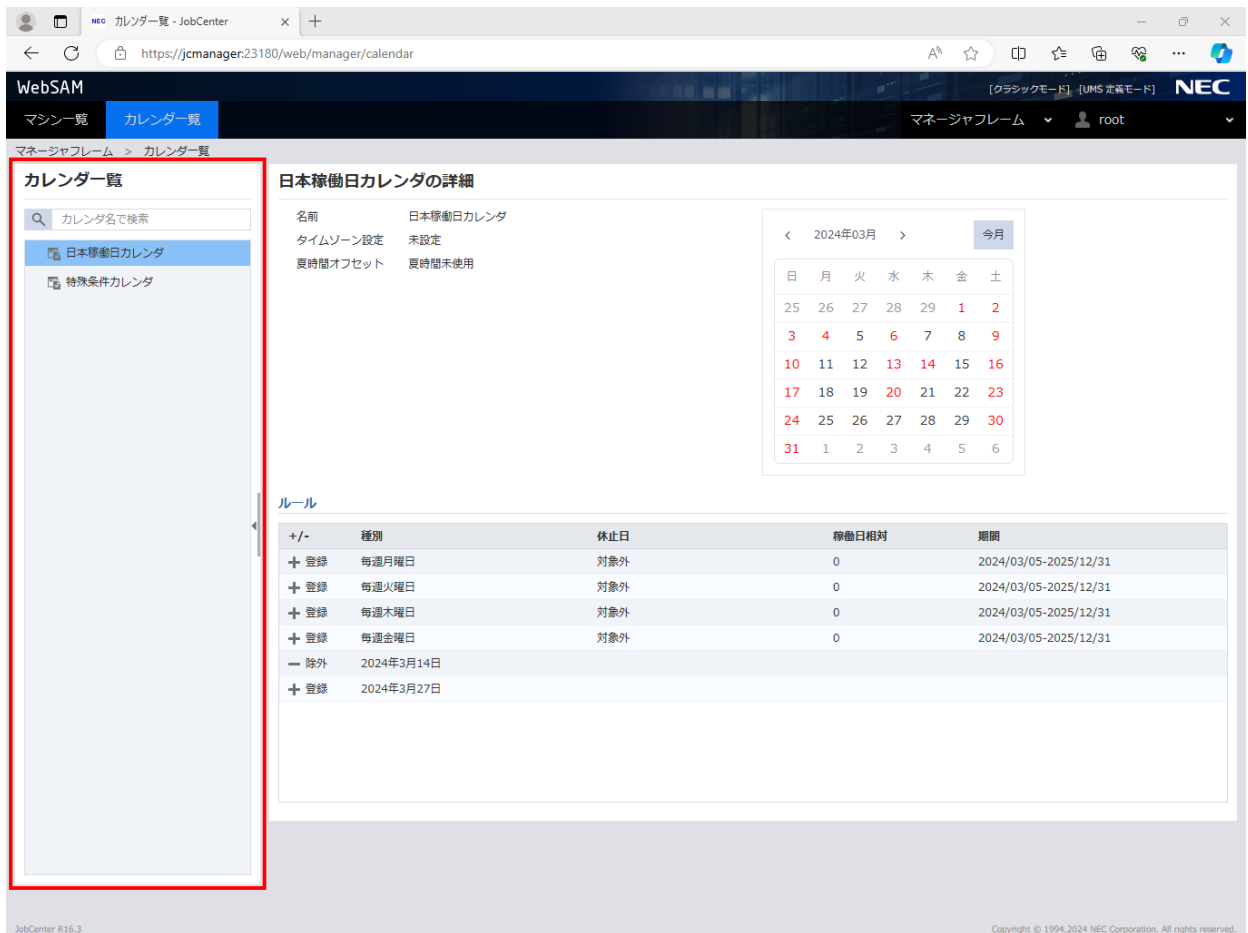 NEC カレンダ一覧 - JobCenter
https://jcmanager:23180/web/manager/calendar
WebSAM
[クラシックモード] [UMS 定義モード] NEC
マシン一覧 カレンダ一覧 マネージャフレーム root
マネージャフレーム > カレンダ一覧
カレンダ一覧
カレンダ名で検索
日本稼働日カレンダ
特殊条件カレンダ
日本稼働日カレンダの詳細
名前 日本稼働日カレンダ
タイムゾーン設定 未設定
夏時間オフセット 夏時間未使用
< 2024年03月 > 今月
日 月 火 水 木 金 土
25 26 27 28 29 1 2
3 4 5 6 7 8 9
10 11 12 13 14 15 16
17 18 19 20 21 22 23
24 25 26 27 28 29 30
31 1 2 3 4 5 6
ルール
+/- 種別 休止日 稼働日相対 期間
+ 登録 毎週月曜日 対象外 0 2024/03/05-2025/12/31
+ 登録 毎週火曜日 対象外 0 2024/03/05-2025/12/31
+ 登録 毎週木曜日 対象外 0 2024/03/05-2025/12/31
+ 登録 毎週金曜日 対象外 0 2024/03/05-2025/12/31
- 除外 2024年3月14日
+ 登録 2024年3月27日
JobCenter R16.3
Copyright © 1994,2024 NEC Corporation. All rights reserved.